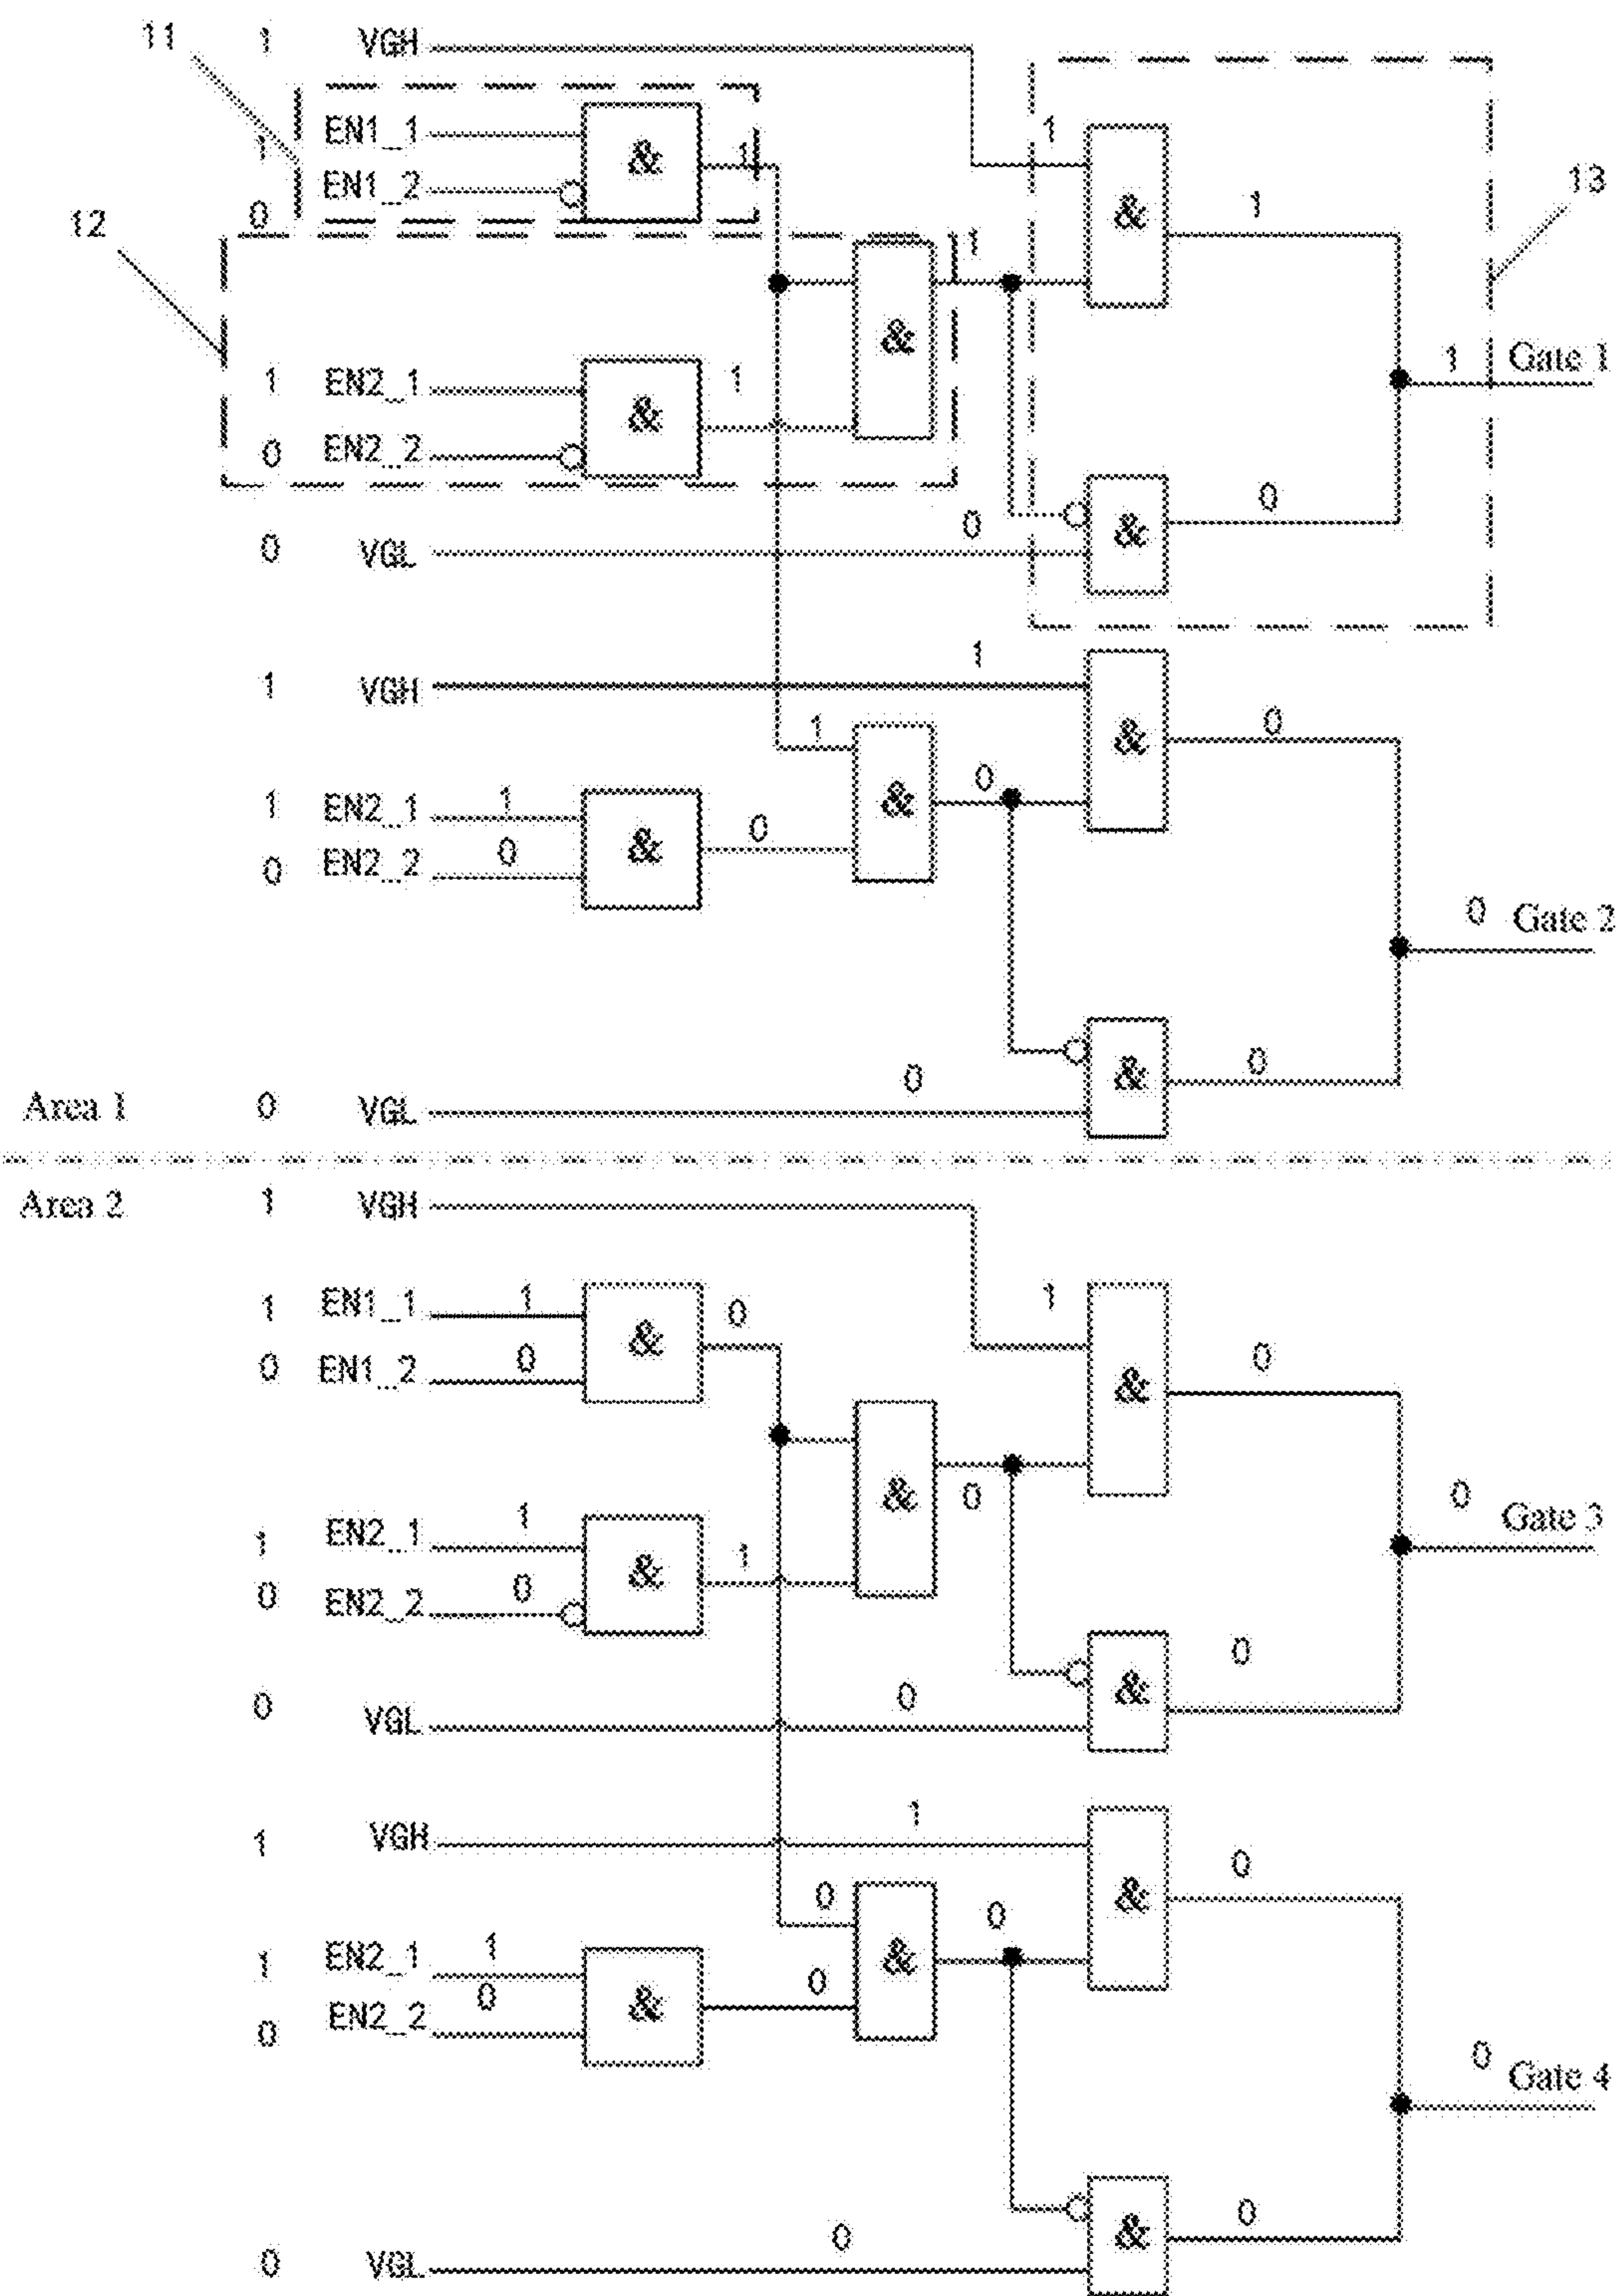 11 1 VGH
EN1_1 & 1 1
1 EN1_2 1 & 1 13
0
12
1
& 
1 EN2_1 & 1 1 Gate 1
0 EN2_2
0 VGL 0 & 0
1 VGH 1
1 & 0
1 EN2_1 1 & 0 & 0
0 EN2_2 0
0 Gate 2
0 & 0
Area 1 0 VGL
Area 2 1 VGH
1 EN1_1 1 & 0 1
0 EN1_2 0 & 0
& 0
0 Gate 3
1 EN2_1 1 & 1
0 EN2_2 0
0 VGL 0 & 0
1 VGH 1
& 0
0 & 0
1 EN2_1 1 & 0
0 EN2_2 0
0 Gate 4
0 VGL 0 & 0